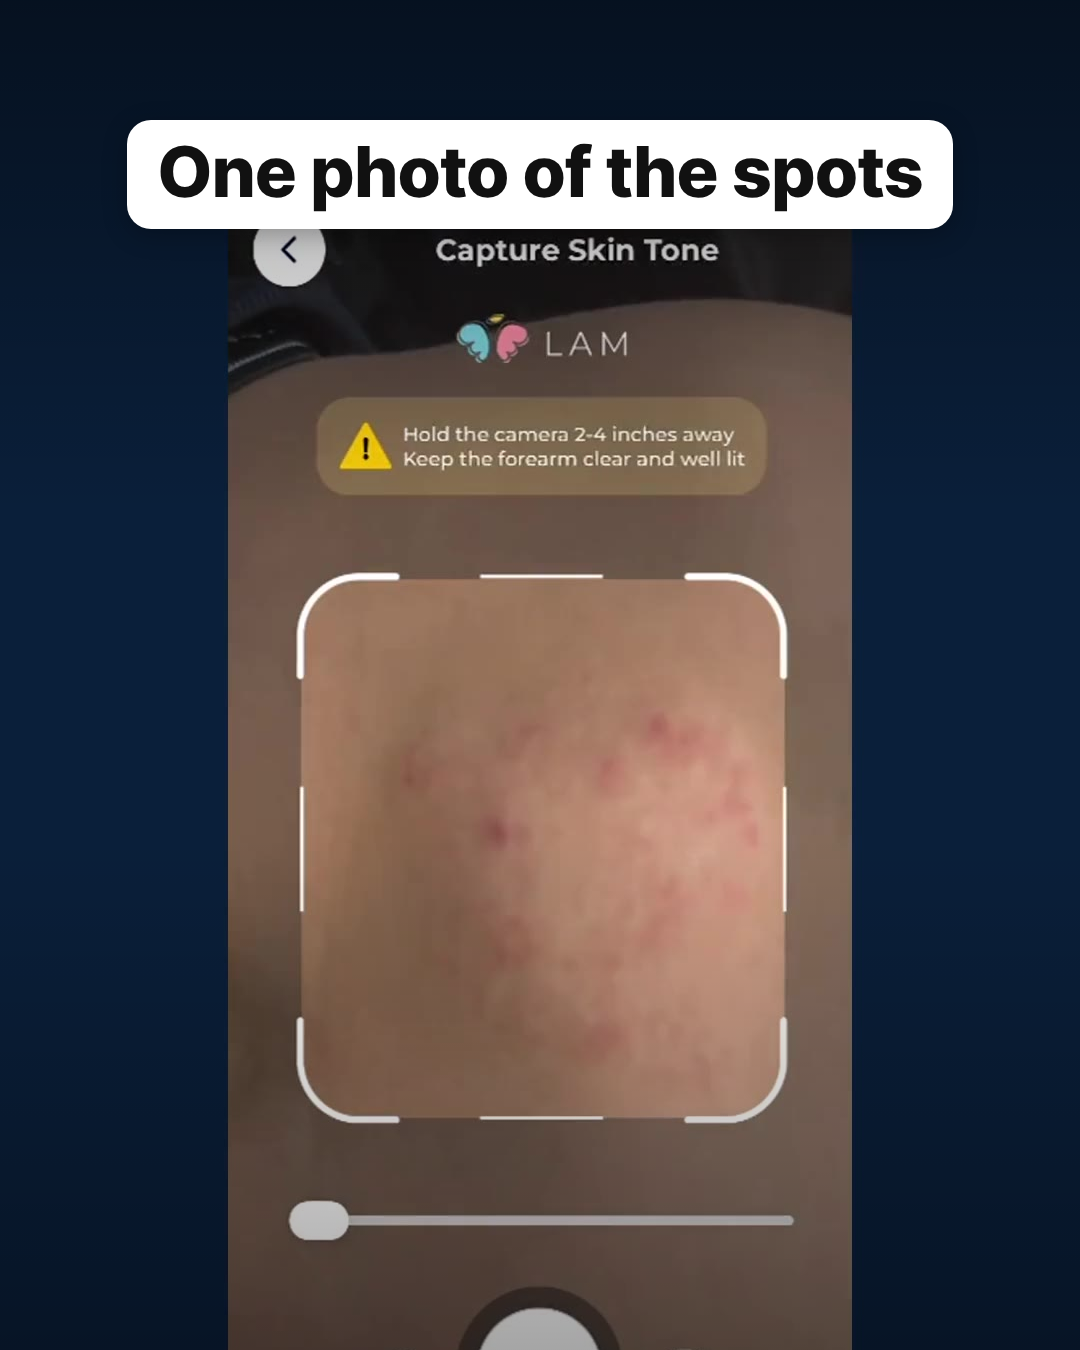 One photo of the spots
Capture Skin Tone
LAM
Hold the camera 2-4 inches away
Keep the forearm clear and well lit